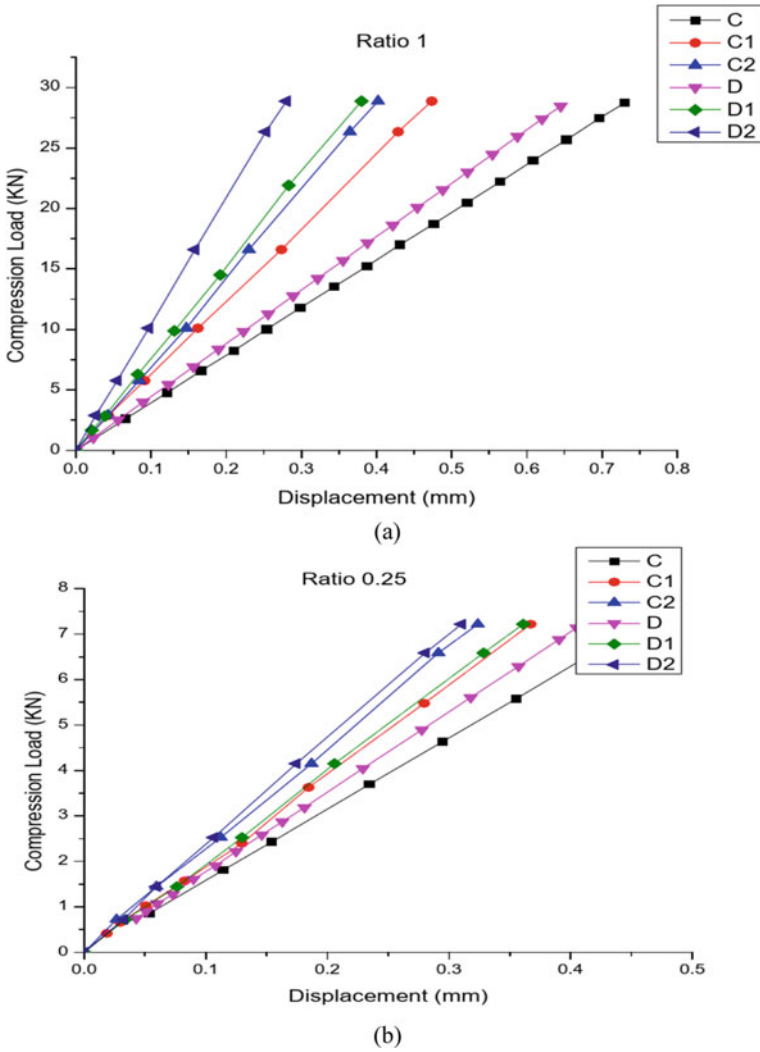 Ratio 1
C
C1
C2
D
D1
D2
30
25
20
15
10
5
0
Compression Load (KN)
0.0 0.1 0.2 0.3 0.4 0.5 0.6 0.7 0.8
Displacement (mm)
(a)
Ratio 0.25
C
C1
C2
D
D1
D2
8
7
6
5
4
3
2
1
0
Compression Load (KN)
0.0 0.1 0.2 0.3 0.4 0.5
Displacement (mm)
(b)